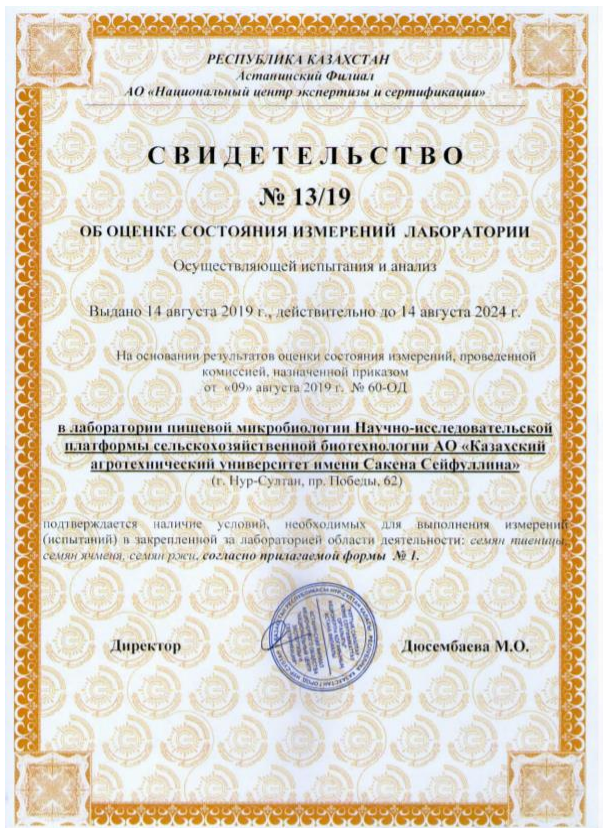 РЕСПУБЛИКА КАЗАХСТАН
Астанинский Филиал
АО «Национальный центр экспертизы и сертификации»
СВИДЕТЕЛЬСТВО
№ 13/19
ОБ ОЦЕНКЕ СОСТОЯНИЯ ИЗМЕРЕНИЙ ЛАБОРАТОРИИ
Осуществляющей испытания и анализ
Выдано 14 августа 2019 г., действительно до 14 августа 2024 г.
На основании результатов оценки состояния измерений, проведенной
комиссией, назначенной приказом
от «09» августа 2019 г. № 60-ОД
в лаборатории пищевой микробиологии Научно-исследовательской
платформы сельскохозяйственной биотехнологии АО «Казахский
агротехнический университет имени Сакена Сейфуллина»
(г. Нур-Султан, пр. Победы, 62)
подтверждается наличие условий, необходимых для выполнения измерений
(испытаний) в закрепленной за лабораторией области деятельности: семян пшеницы,
семян ячменя, семян ржи, согласно прилагаемой формы № 1.
Директор
Дюсембаева М.О.